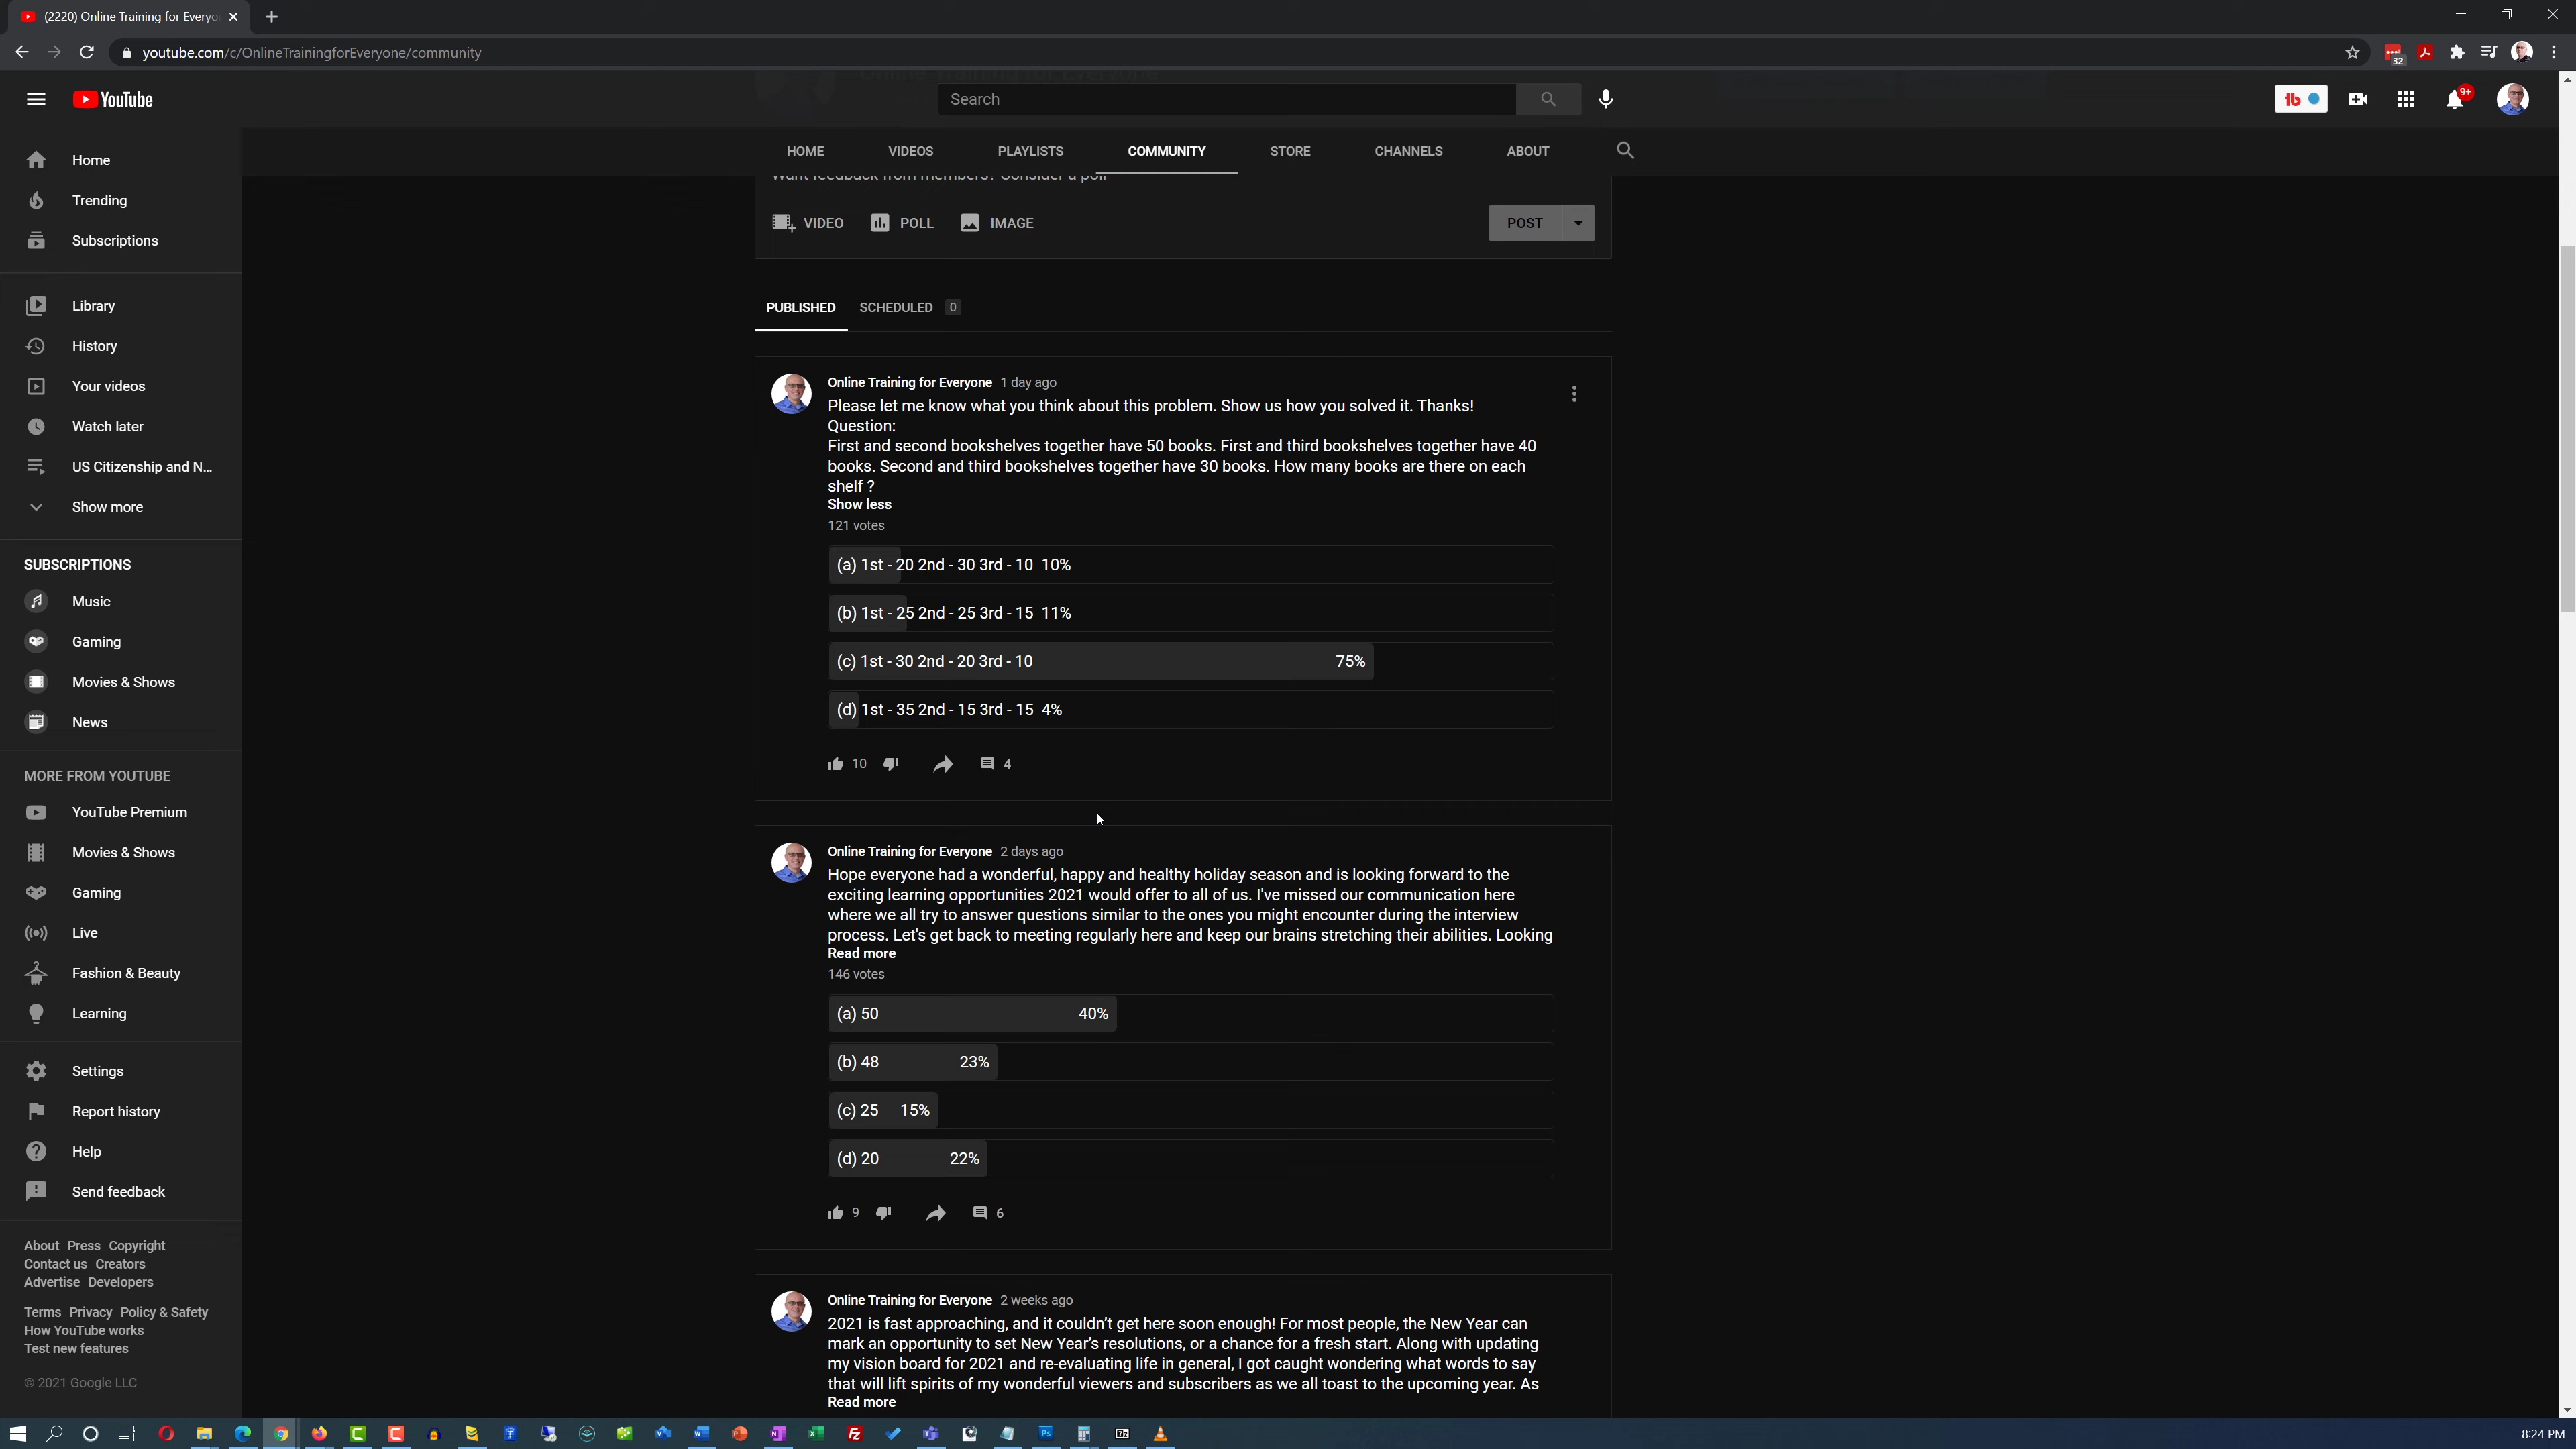 (2220) Online Training for Everyo
youtube.com/c/OnlineTrainingforEveryone/community
32
YouTube
Search
9+
Home
Trending
Subscriptions
Library
History
Your videos
Watch later
US Citizenship and N...
Show more
SUBSCRIPTIONS
Music
Gaming
Movies & Shows
News
MORE FROM YOUTUBE
YouTube Premium
Movies & Shows
Gaming
Live
Fashion & Beauty
Learning
Settings
Report history
Help
Send feedback
About Press Copyright
Contact us Creators
Advertise Developers
Terms Privacy Policy & Safety
How YouTube works
Test new features
© 2021 Google LLC
Online Training for Everyone
HOME VIDEOS PLAYLISTS COMMUNITY STORE CHANNELS ABOUT
Want feedback from members? Consider a poll
VIDEO POLL IMAGE POST
PUBLISHED SCHEDULED 0
Online Training for Everyone 1 day ago
Please let me know what you think about this problem. Show us how you solved it. Thanks!
Question:
First and second bookshelves together have 50 books. First and third bookshelves together have 40
books. Second and third bookshelves together have 30 books. How many books are there on each
shelf ?
Show less
121 votes
(a) 1st - 20 2nd - 30 3rd - 10 10%
(b) 1st - 25 2nd - 25 3rd - 15 11%
(c) 1st - 30 2nd - 20 3rd - 10 75%
(d) 1st - 35 2nd - 15 3rd - 15 4%
10 4
Online Training for Everyone 2 days ago
Hope everyone had a wonderful, happy and healthy holiday season and is looking forward to the
exciting learning opportunities 2021 would offer to all of us. I've missed our communication here
where we all try to answer questions similar to the ones you might encounter during the interview
process. Let's get back to meeting regularly here and keep our brains stretching their abilities. Looking
Read more
146 votes
(a) 50 40%
(b) 48 23%
(c) 25 15%
(d) 20 22%
9 6
Online Training for Everyone 2 weeks ago
2021 is fast approaching, and it couldn't get here soon enough! For most people, the New Year can
mark an opportunity to set New Year's resolutions, or a chance for a fresh start. Along with updating
my vision board for 2021 and re-evaluating life in general, I got caught wondering what words to say
that will lift spirits of my wonderful viewers and subscribers as we all toast to the upcoming year. As
Read more
8:24 PM